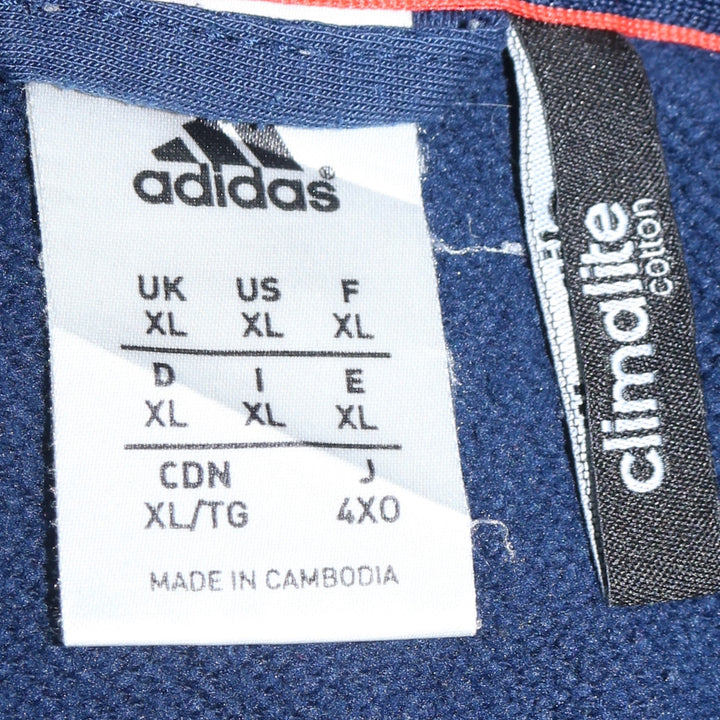 adidas®
UK US F
XL XL XL
D I E
XL XL XL
CDN J
XL/TG 4XO
MADE IN CAMBODIA
climalite
cotton